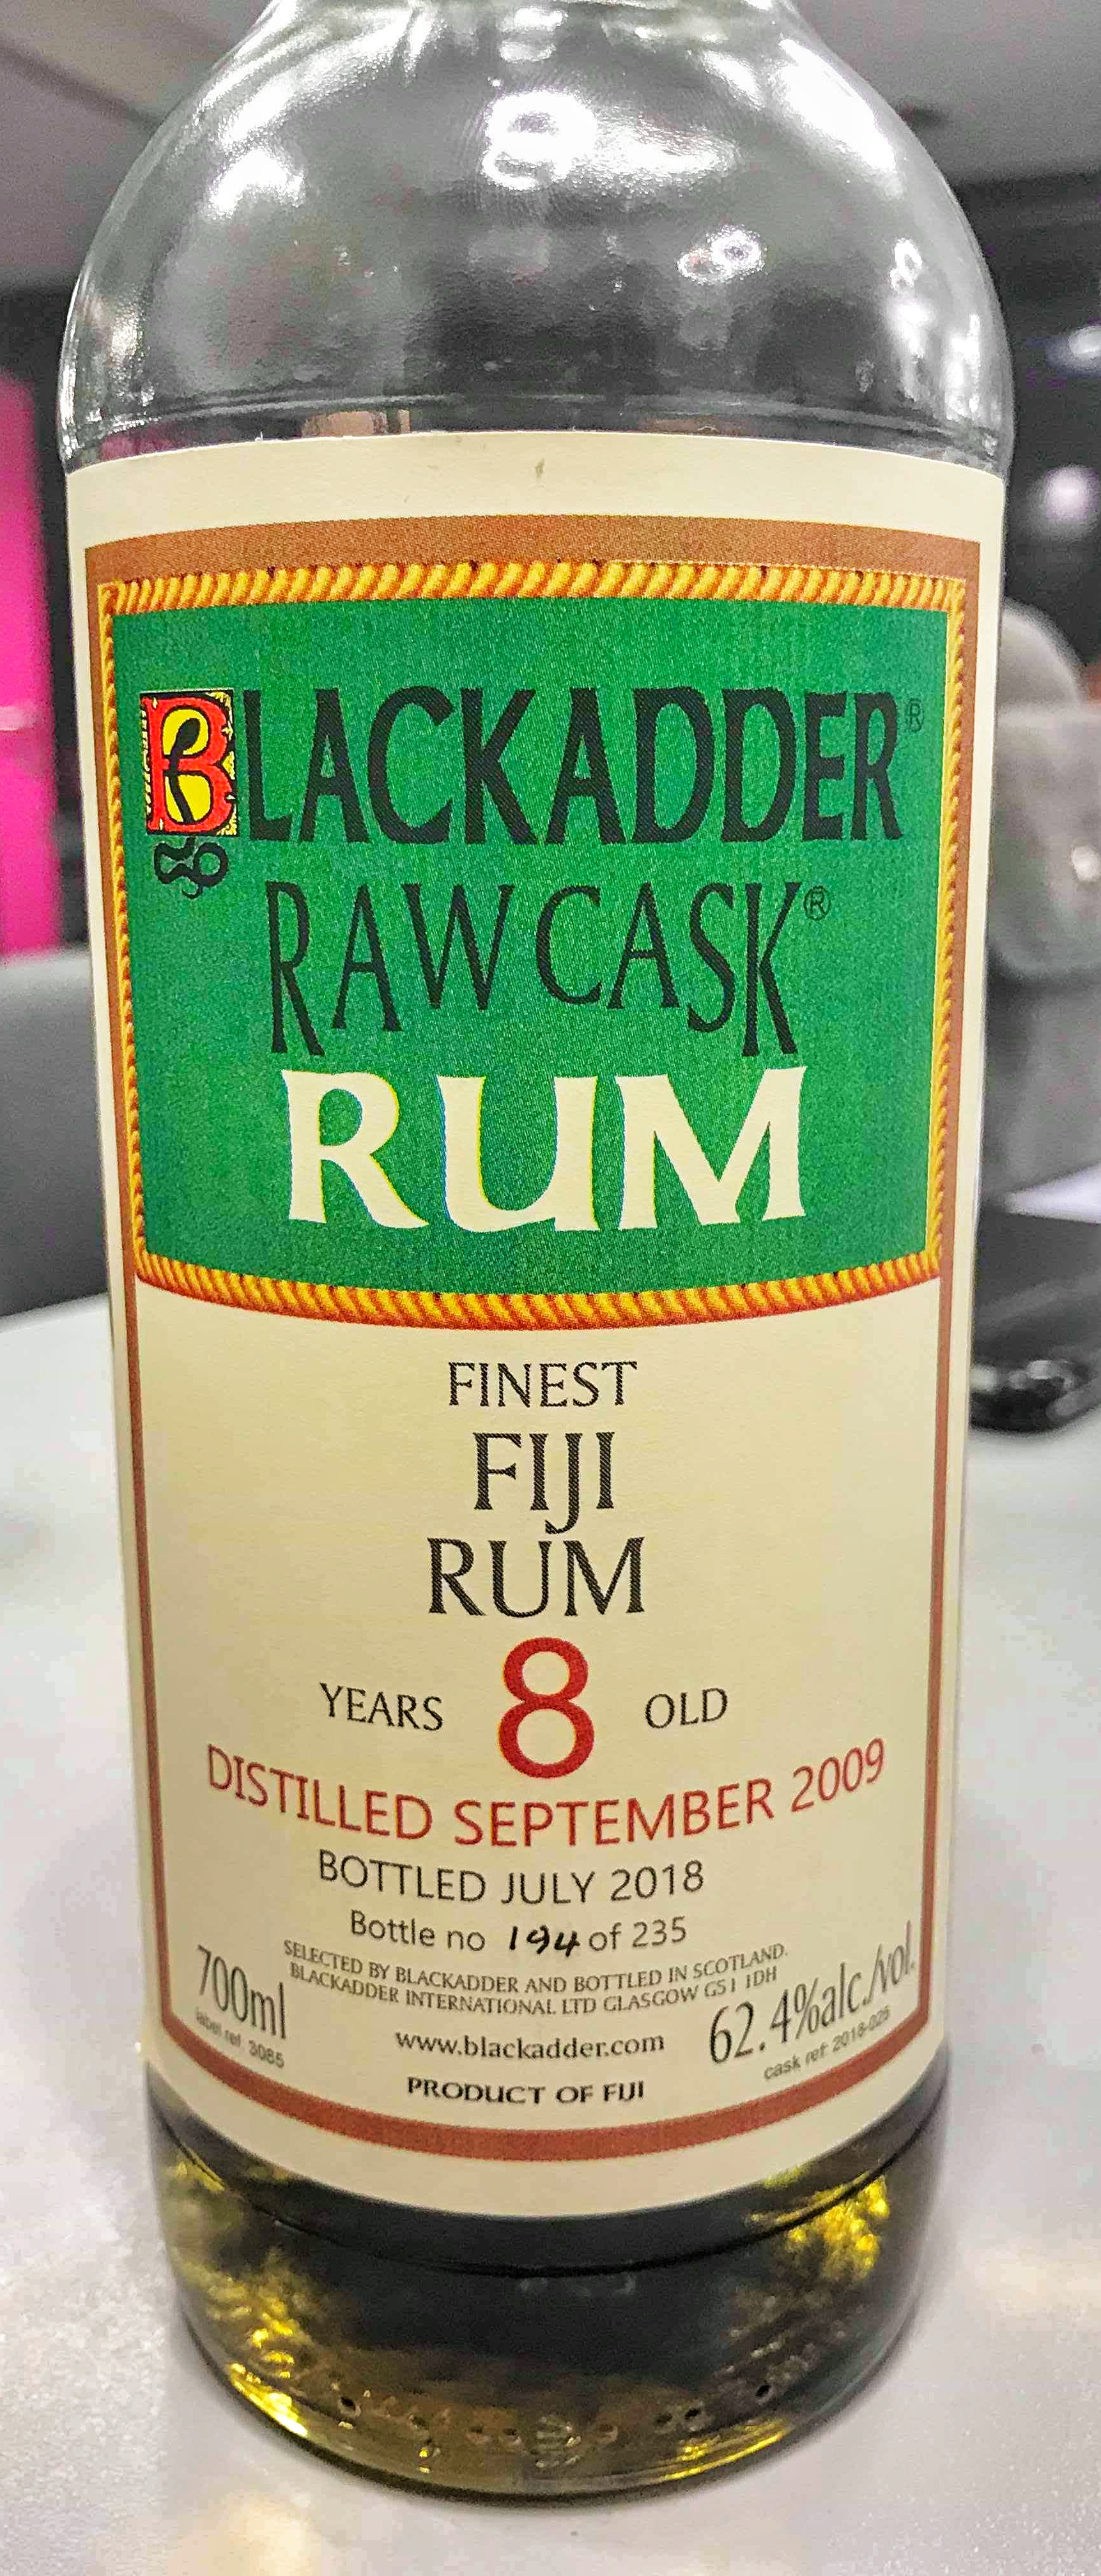 BLACKADDER®
RAW CASK®
RUM
FINEST
FIJI
RUM
YEARS 8 OLD
DISTILLED SEPTEMBER 2009
BOTTLED JULY 2018
Bottle no 194 of 235
SELECTED BY BLACKADDER AND BOTTLED IN SCOTLAND.
BLACKADDER INTERNATIONAL LTD GLASGOW G51 1DH
700ml
label ref: 3085
www.blackadder.com
62.4%alc./vol.
cask ref: 2018-025
PRODUCT OF FIJI